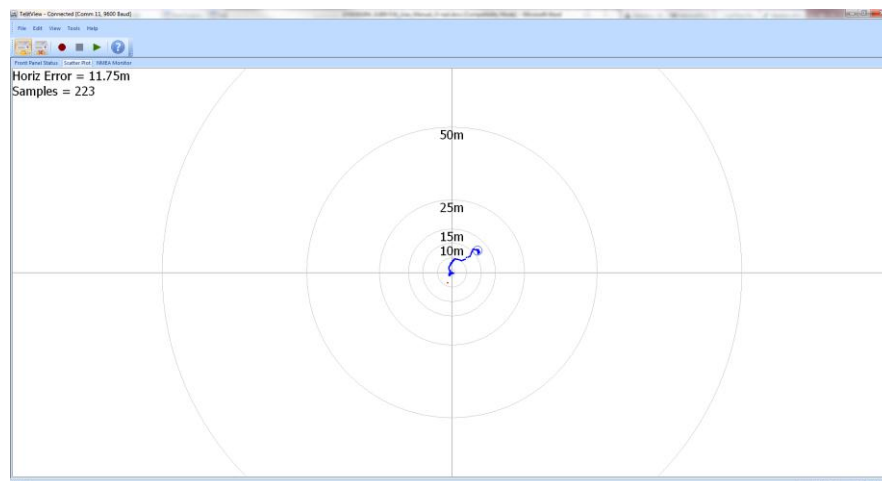 TelitView - Connected [Comm 11, 9600 Baud]
File Edit View Tools Help
Front Panel Status Scatter Plot NMEA Monitor
Horiz Error = 11.75m
Samples = 223
50m
25m
15m
10m